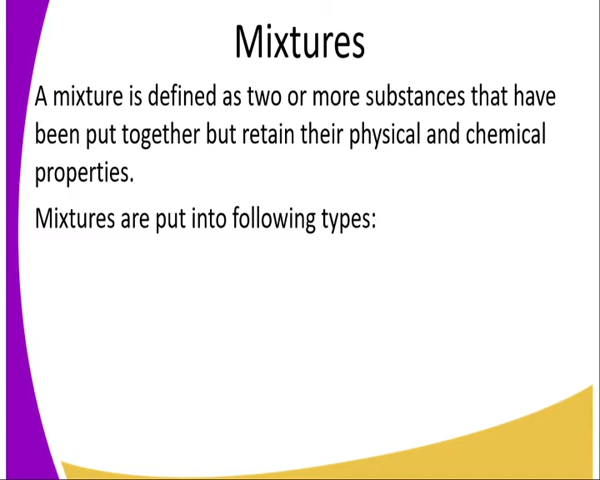 Mixtures
A mixture is defined as two or more substances that have
been put together but retain their physical and chemical
properties.
Mixtures are put into following types: